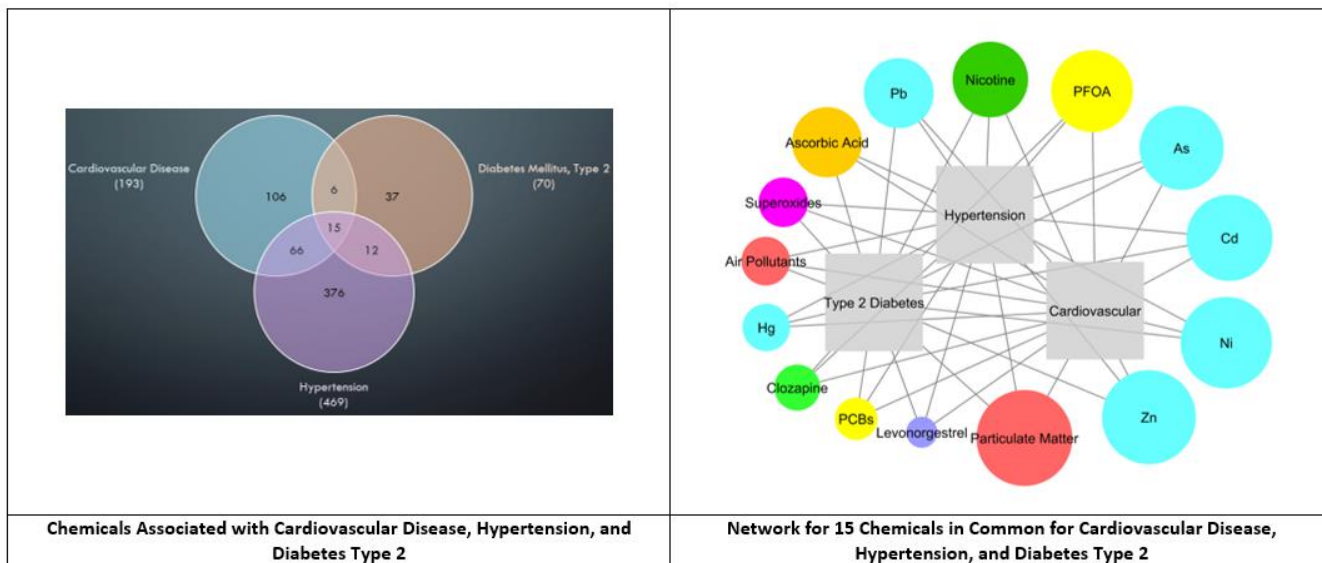 Cardiovascular Disease
(193)
106
6
37
Diabetes Mellitus, Type 2
(70)
15
66
12
376
Hypertension
(469)
Nicotine
Pb
PFOA
Ascorbic Acid
As
Superoxides
Hypertension
Cd
Air Pollutants
Type 2 Diabetes
Cardiovascular
Hg
Ni
Clozapine
PCBs
Levonorgestrel
Particulate Matter
Zn
Chemicals Associated with Cardiovascular Disease, Hypertension, and
Diabetes Type 2
Network for 15 Chemicals in Common for Cardiovascular Disease,
Hypertension, and Diabetes Type 2